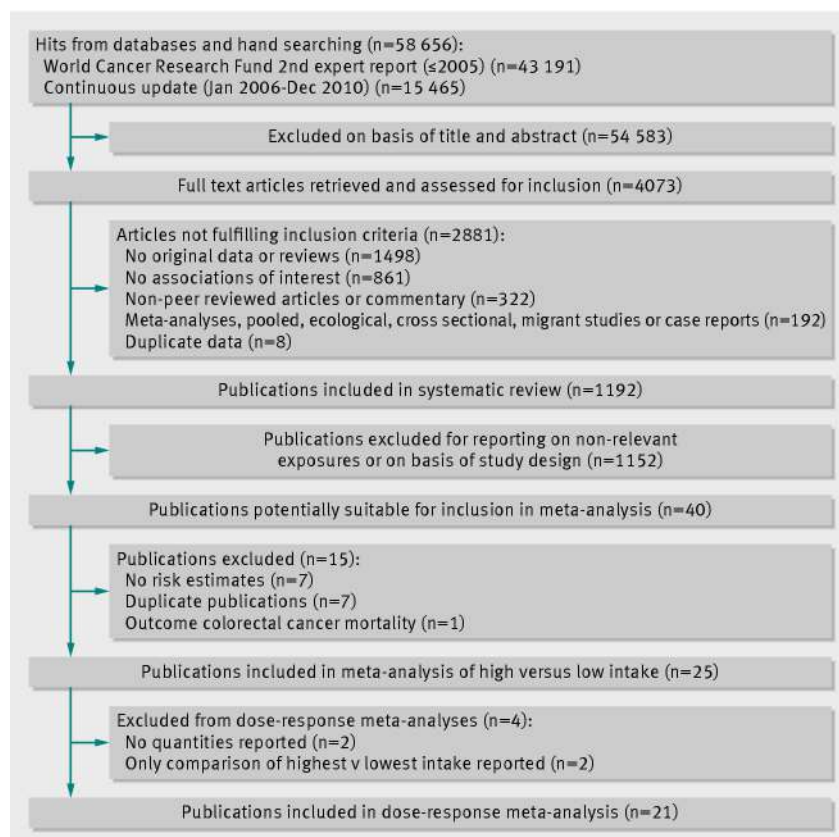 Hits from databases and hand searching (n=58 656):
World Cancer Research Fund 2nd expert report (≤2005) (n=43 191)
Continuous update (Jan 2006-Dec 2010) (n=15 465)
Excluded on basis of title and abstract (n=54 583)
Full text articles retrieved and assessed for inclusion (n=4073)
Articles not fulfilling inclusion criteria (n=2881):
No original data or reviews (n=1498)
No associations of interest (n=861)
Non-peer reviewed articles or commentary (n=322)
Meta-analyses, pooled, ecological, cross sectional, migrant studies or case reports (n=192)
Duplicate data (n=8)
Publications included in systematic review (n=1192)
Publications excluded for reporting on non-relevant
exposures or on basis of study design (n=1152)
Publications potentially suitable for inclusion in meta-analysis (n=40)
Publications excluded (n=15):
No risk estimates (n=7)
Duplicate publications (n=7)
Outcome colorectal cancer mortality (n=1)
Publications included in meta-analysis of high versus low intake (n=25)
Excluded from dose-response meta-analyses (n=4):
No quantities reported (n=2)
Only comparison of highest v lowest intake reported (n=2)
Publications included in dose-response meta-analysis (n=21)